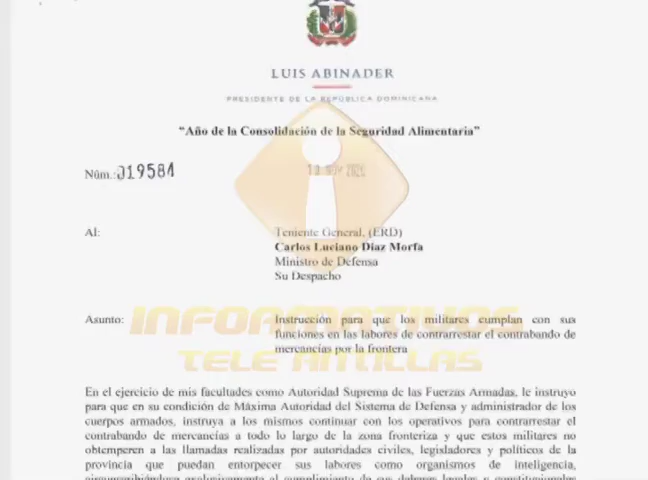 LUIS ABINADER
PRESIDENTE DE LA REPÚBLICA DOMINICANA
“Año de la Consolidación de la Seguridad Alimentaria”
Núm.:019584
Al:
Teniente General, (ERD)
Carlos Luciano Diaz Morfa
Ministro de Defensa
Su Despacho
Asunto:
Instrucción para que los militares cumplan con sus
funciones en las labores de contrarrestar el contrabando de
mercancías por la frontera
INFORMATIVOS
TELE ANTILLAS
En el ejercicio de mis facultades como Autoridad Suprema de las Fuerzas Armadas, le instruyo
para que en su condición de Máxima Autoridad del Sistema de Defensa y administrador de los
cuerpos armados, instruya a los mismos continuar con los operativos para contrarrestar el
contrabando de mercancías a todo lo largo de la zona fronteriza y que estos militares no
obtemperen a las llamadas realizadas por autoridades civiles, legisladores y políticos de la
provincia que puedan entorpecer sus labores como organismos de inteligencia,